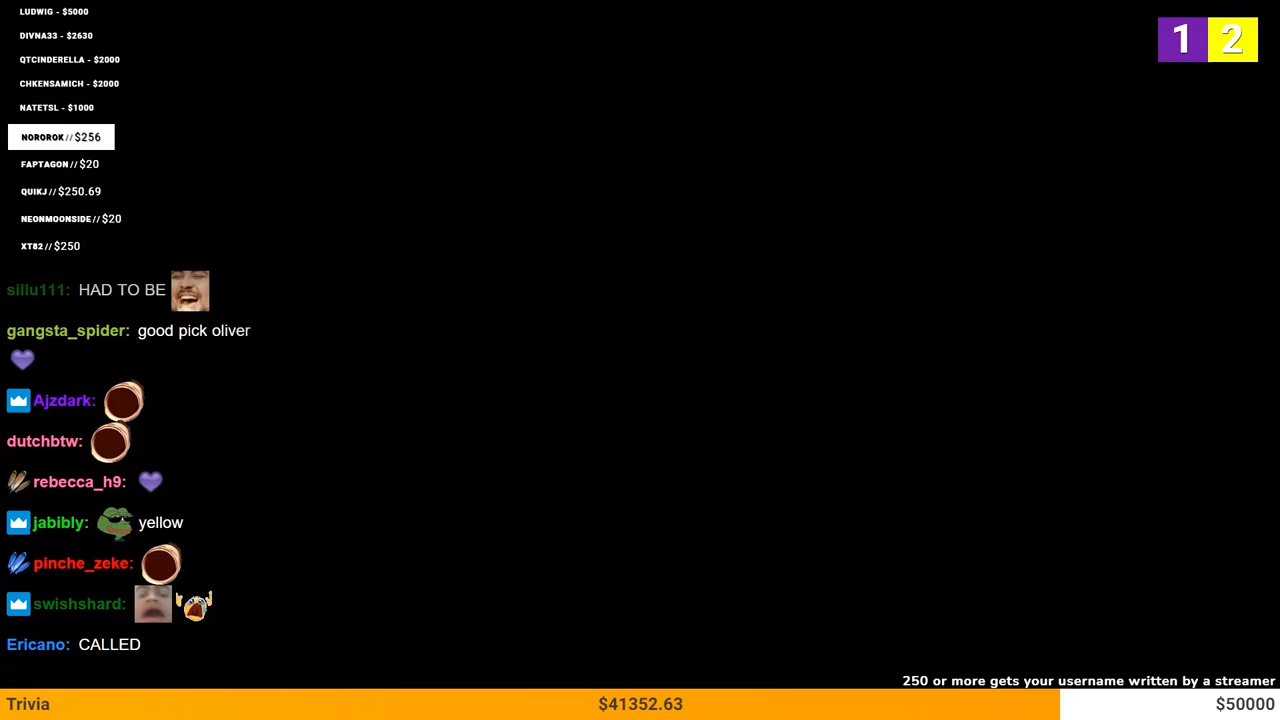 LUDWIG - $5000
DIVNA33 - $2630
QTCINDERELLA - $2000
CHKENSAMICH - $2000
NATETSL - $1000
NOROROK // $256
FAPTAGON // $20
QUIKJ // $250.69
NEONMOONSIDE // $20
XT82 // $250
1 2
sillu111: HAD TO BE
gangsta_spider: good pick oliver
Ajzdark:
dutchbtw:
rebecca_h9:
jabibly: yellow
pinche_zeke:
swishshard:
Ericano: CALLED
250 or more gets your username written by a streamer
Trivia $41352.63 $50000